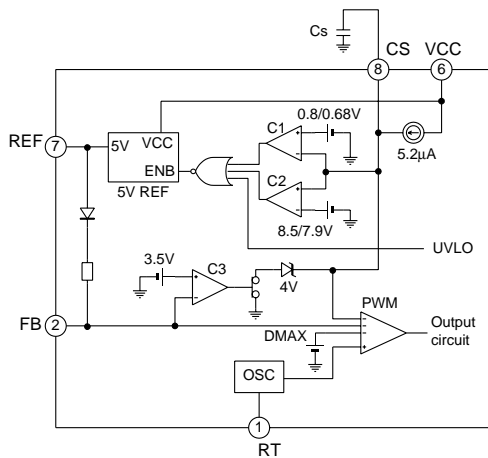 Cs
CS
VCC
8
6
0.8/0.68V
REF
7
5V
VCC
C1
5.2µA
ENB
5V REF
C2
8.5/7.9V
UVLO
3.5V
C3
4V
PWM
FB
2
DMAX
Output
circuit
OSC
1
RT